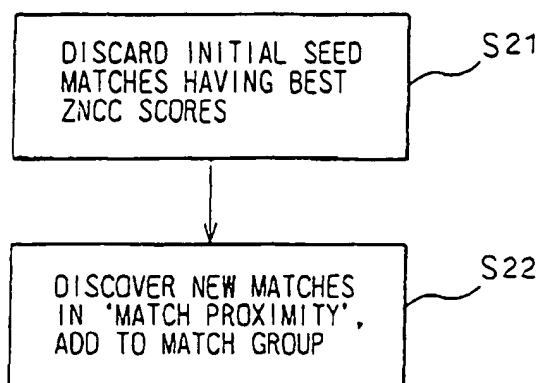 DISCARD INITIAL SEED
MATCHES HAVING BEST
ZNCC SCORES
S21
DISCOVER NEW MATCHES
IN 'MATCH PROXIMITY',
ADD TO MATCH GROUP
S22